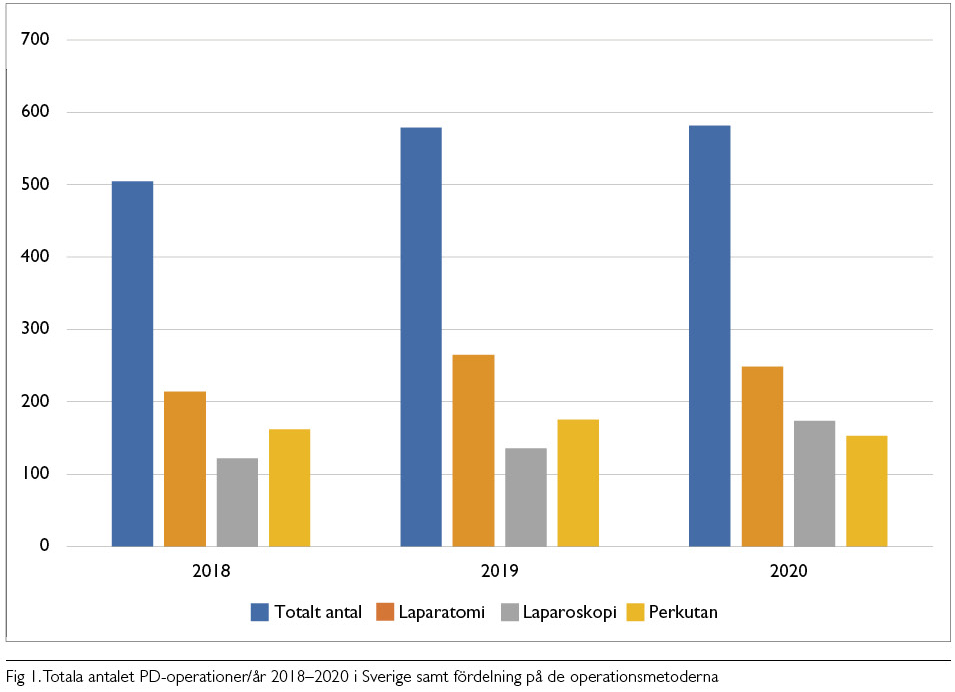 700
600
500
400
300
200
100
0
2018 2019 2020
Totalt antal Laparatomi Laparoskopi Perkutan
Fig 1. Totala antalet PD-operationer/år 2018–2020 i Sverige samt fördelning på de operationsmetoderna